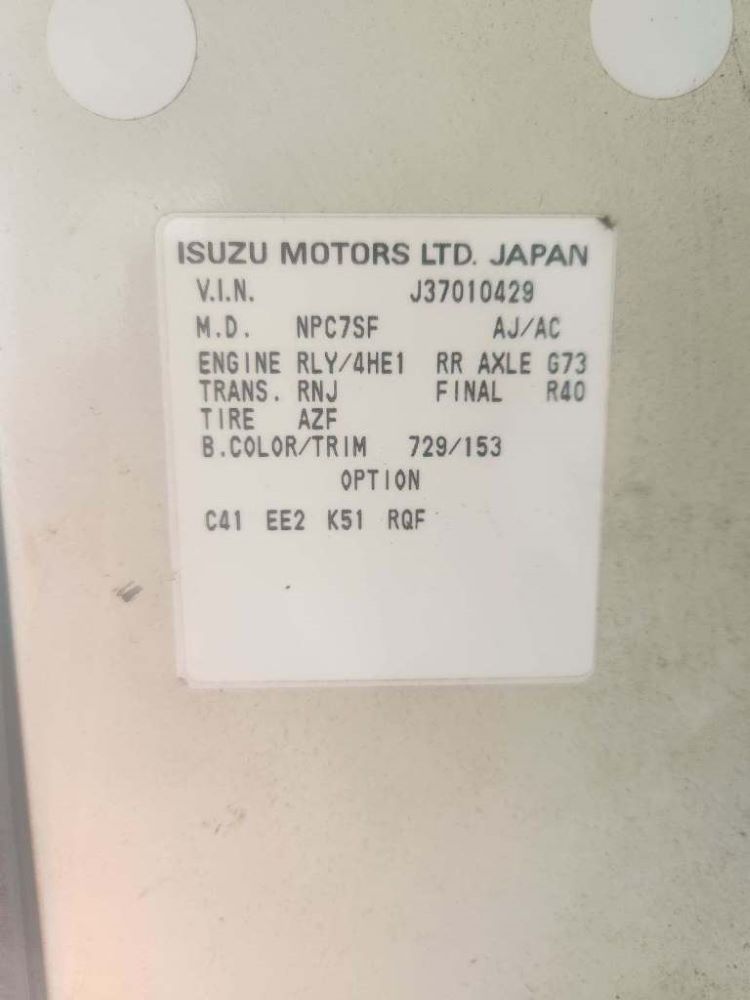 ISUZU MOTORS LTD. JAPAN
V.I.N. J37010429
M.D. NPC7SF AJ/AC
ENGINE RLY/4HE1 RR AXLE G73
TRANS. RNJ FINAL R40
TIRE AZF
B.COLOR/TRIM 729/153
OPTION
C41 EE2 K51 RQF